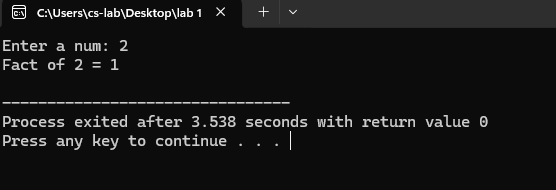 C:\Users\cs-lab\Desktop\lab 1
Enter a num: 2
Fact of 2 = 1
--------------------------------
Process exited after 3.538 seconds with return value 0
Press any key to continue . . .